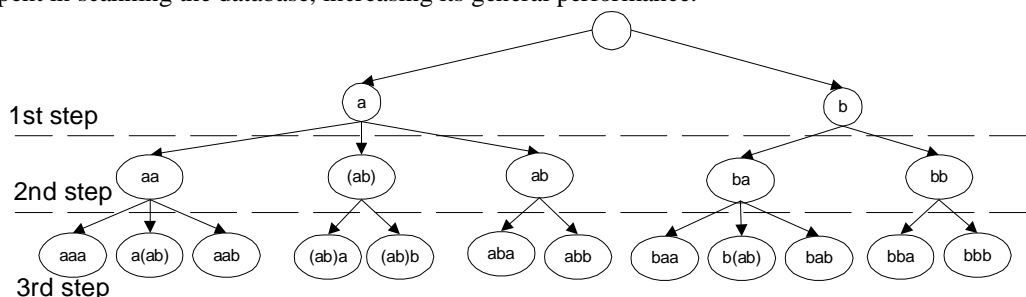 spent in scanning the database, increasing its general performance.
a b
1st step
aa (ab) ab ba bb
2nd step
aaa a(ab) aab (ab)a (ab)b aba abb baa b(ab) bab bba bbb
3rd step